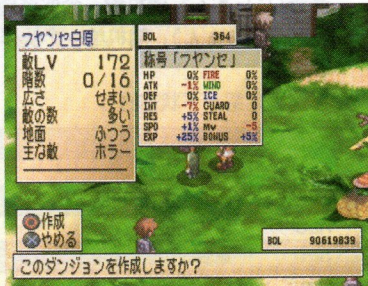 フヤンセ白原
敵LV 172
階数 0/16
広さ せまい
敵の数 多い
地面 ふつう
主な敵 ホラー
BOL 364
称号「フヤンセ」
HP 0% FIRE 0%
ATK -1% WIND 0%
DEF 0% ICE 0%
INT -7% GUARD 0
RES +5% STEAL 0
SPD +1% Mv -5
EXP +25% BONUS +5%
作成
やめる
BOL 90619839
このダンジョンを作成しますか？